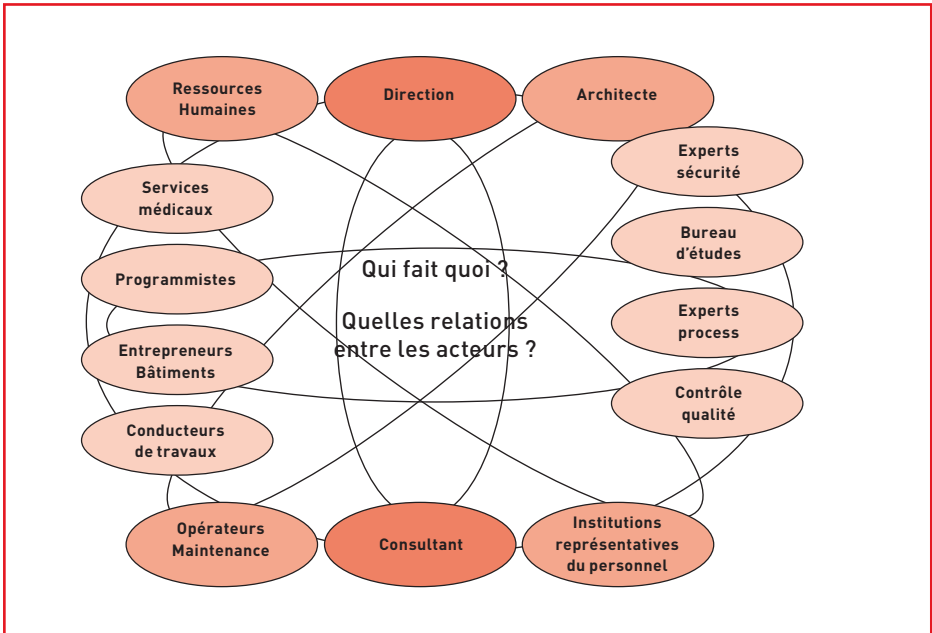 Ressources
Humaines
Direction
Architecte
Experts
sécurité
Services
médicaux
Bureau
d'études
Programmistes
Qui fait quoi ?
Quelles relations
entre les acteurs ?
Experts
process
Entrepreneurs
Bâtiments
Contrôle
qualité
Conducteurs
de travaux
Opérateurs
Maintenance
Consultant
Institutions
représentatives
du personnel